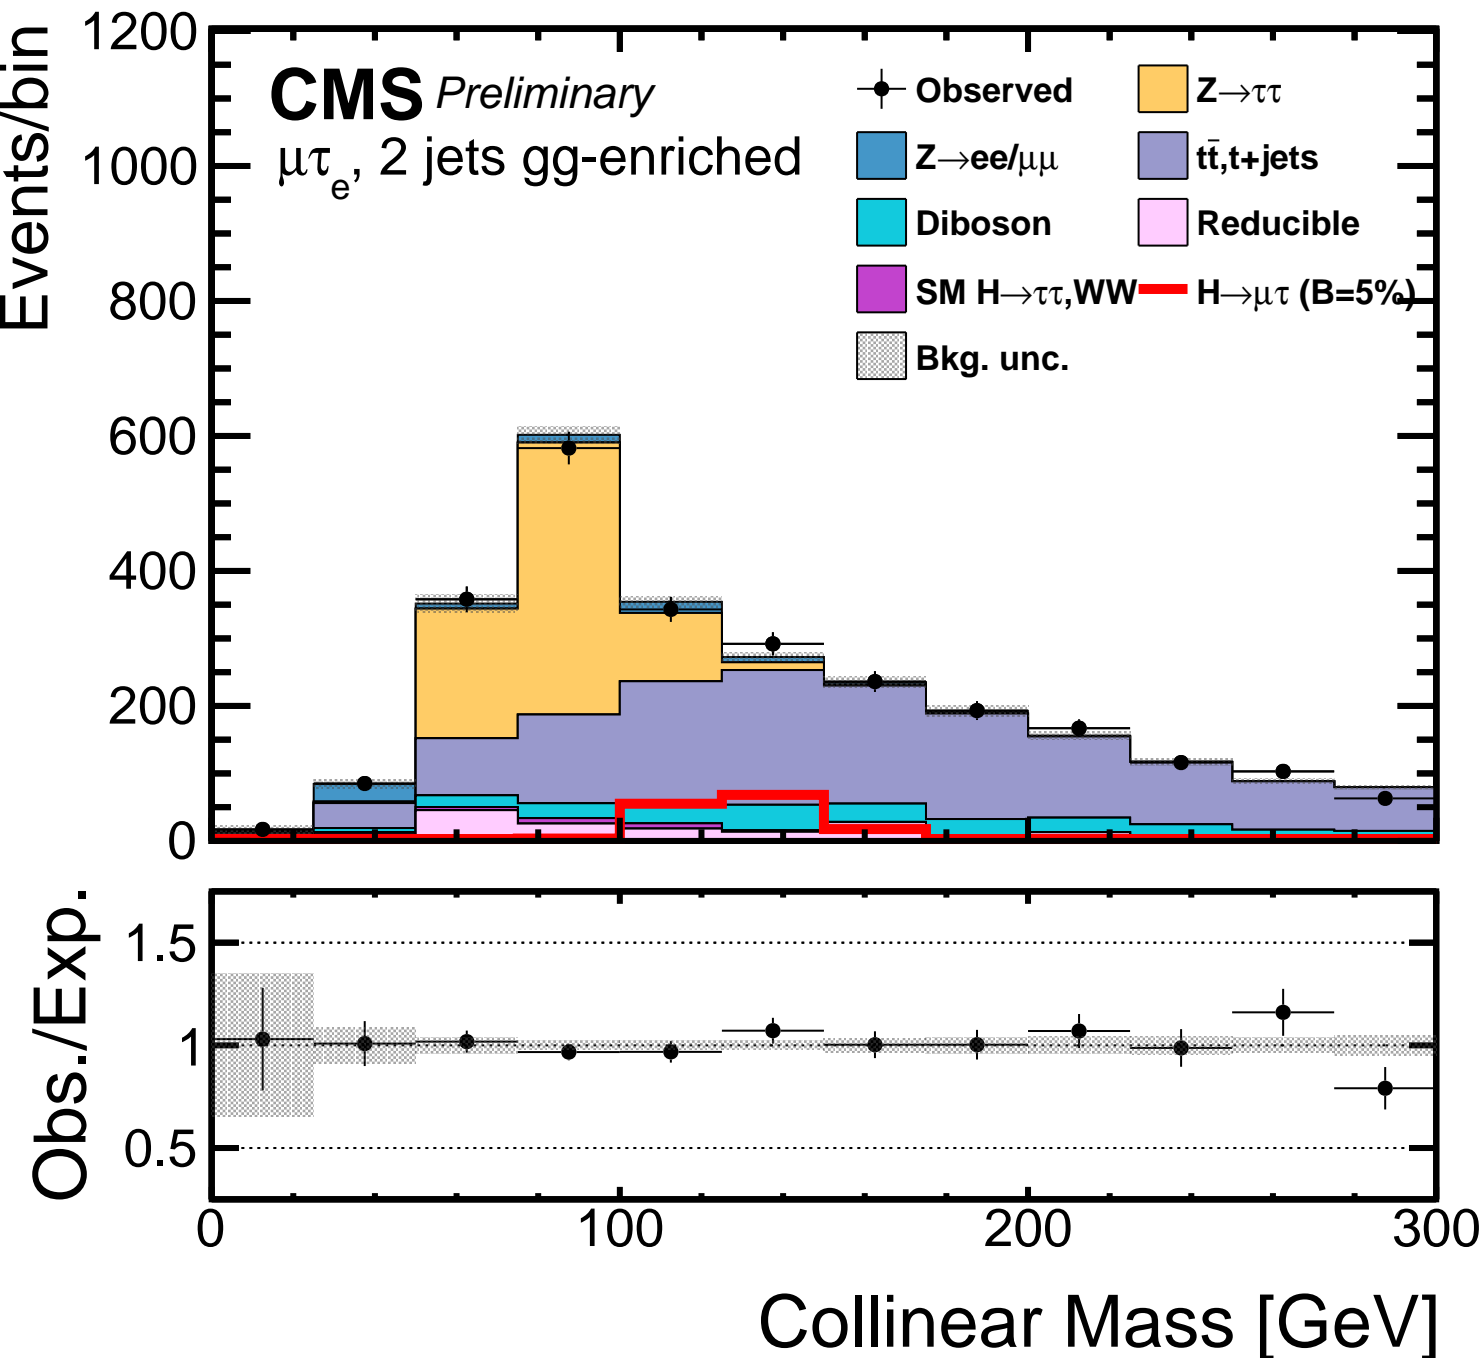 1200
1000
800
600
400
200
0
Events/bin
CMS Preliminary
μτe, 2 jets gg-enriched
Observed
Z→ττ
Z→ee/μμ
tt̄,t+jets
Diboson
Reducible
SM H→ττ,WW
H→μτ (B=5%)
Bkg. unc.
1.5
1
0.5
Obs./Exp.
0 100 200 300
Collinear Mass [GeV]